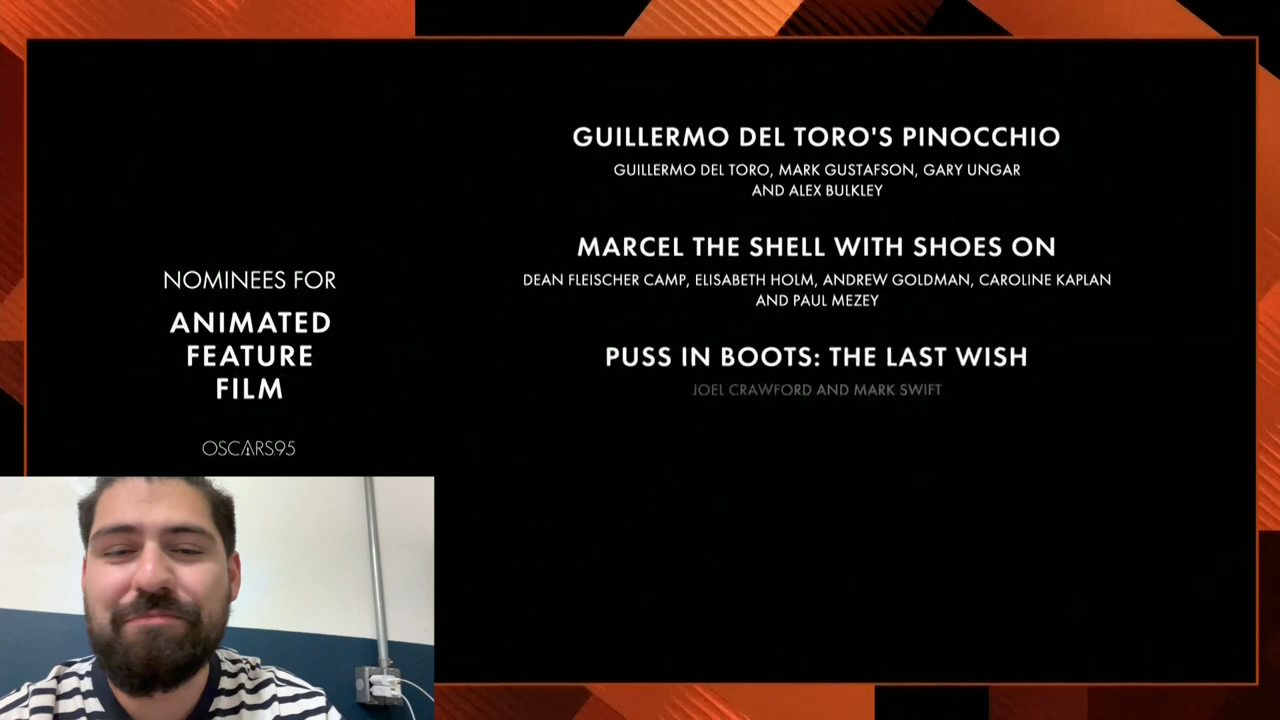 NOMINEES FOR
ANIMATED
FEATURE
FILM
OSCARS95
GUILLERMO DEL TORO'S PINOCCHIO
GUILLERMO DEL TORO, MARK GUSTAFSON, GARY UNGAR
AND ALEX BULKLEY
MARCEL THE SHELL WITH SHOES ON
DEAN FLEISCHER CAMP, ELISABETH HOLM, ANDREW GOLDMAN, CAROLINE KAPLAN
AND PAUL MEZEY
PUSS IN BOOTS: THE LAST WISH
JOEL CRAWFORD AND MARK SWIFT